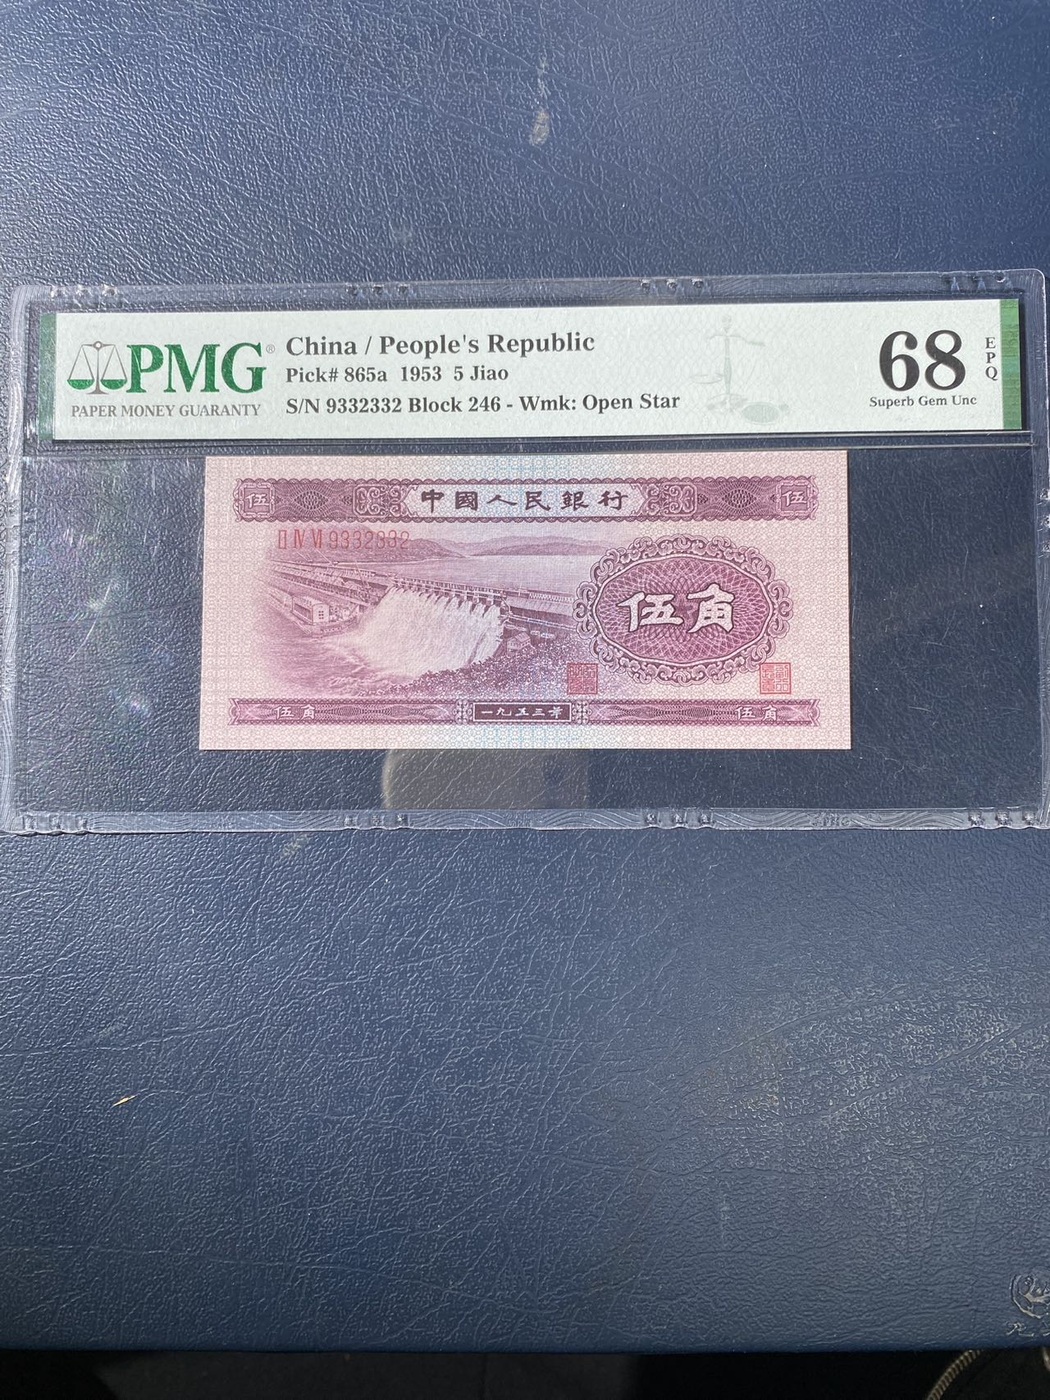 PMG®
PAPER MONEY GUARANTY
China / People's Republic
Pick# 865a 1953 5 Jiao
S/N 9332332 Block 246 - Wmk: Open Star
68
EPQ
Superb Gem Unc
伍 中國人民銀行 伍
II IV VI 9332332
伍角
伍角 一九五三年 伍角